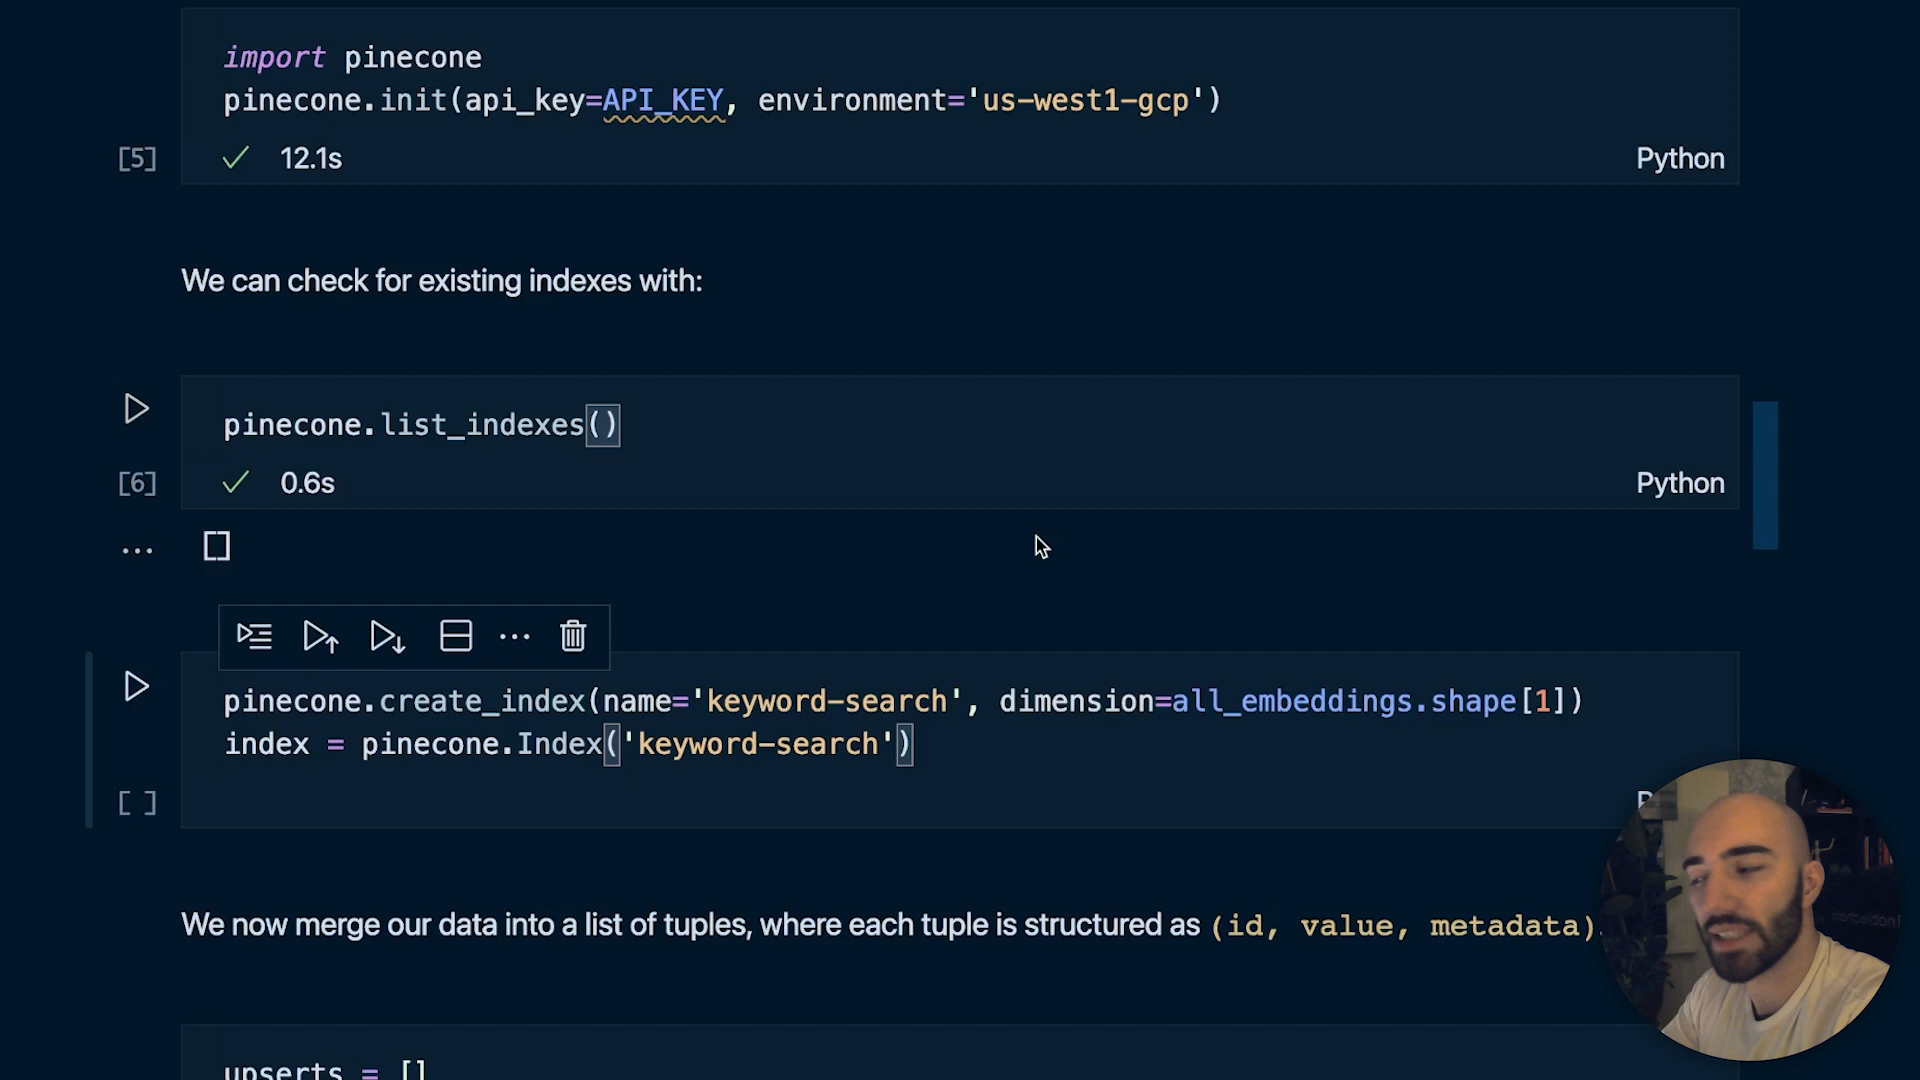 import pinecone
pinecone.init(api_key=API_KEY, environment='us-west1-gcp')
[5] 12.1s Python
We can check for existing indexes with:
pinecone.list_indexes()
[6] 0.6s Python
... []
...
pinecone.create_index(name='keyword-search', dimension=all_embeddings.shape[1])
index = pinecone.Index('keyword-search')
[ ]
We now merge our data into a list of tuples, where each tuple is structured as (id, value, metadata).
upserts = []